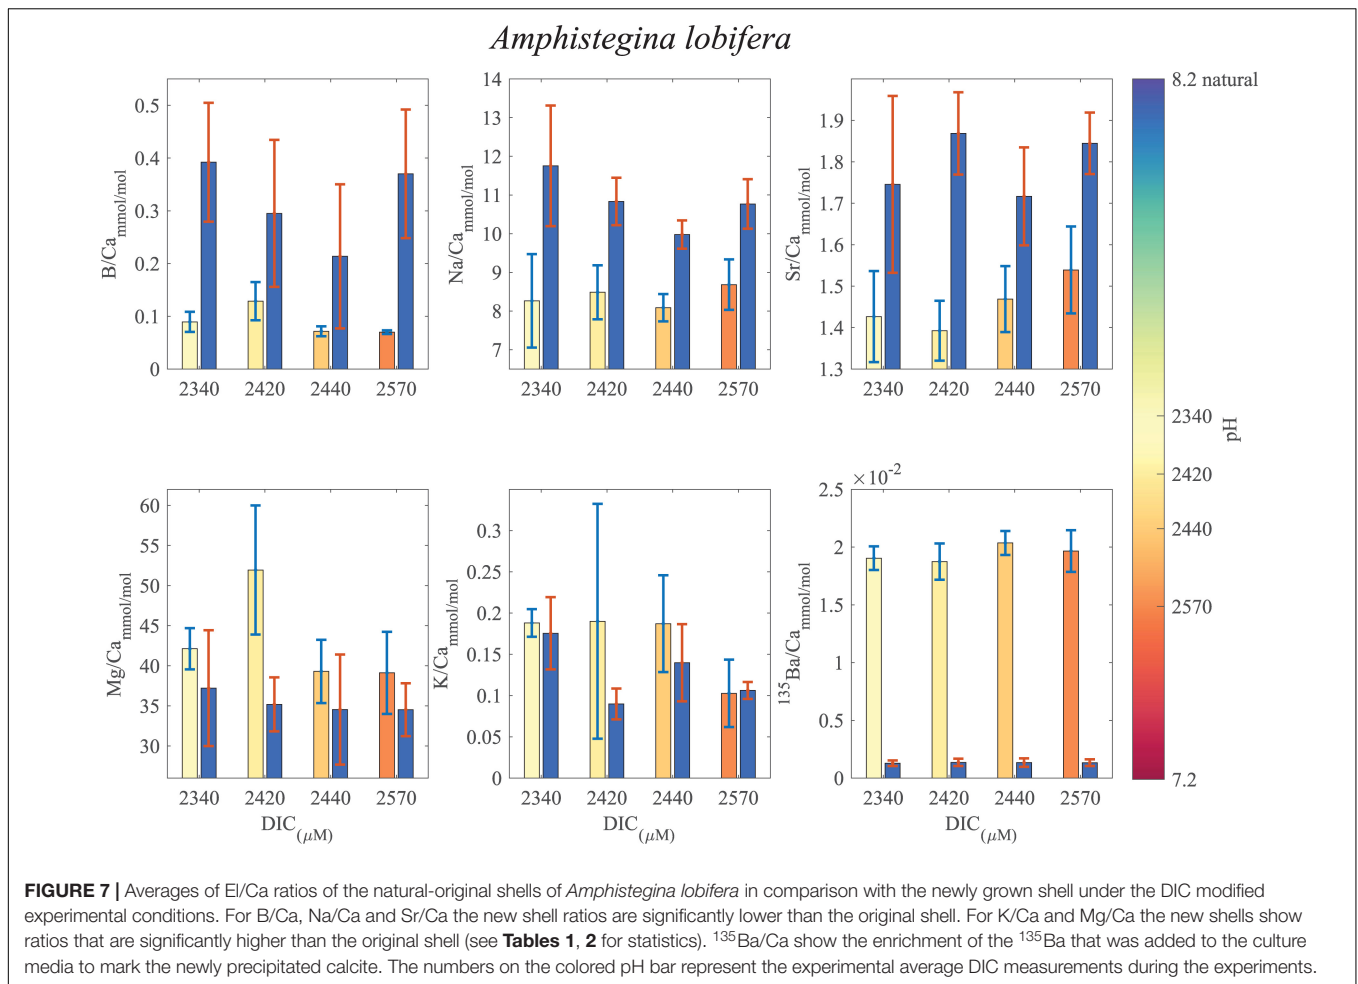 Amphistegina lobifera
B/Ca mmol/mol
0.5
0.4
0.3
0.2
0.1
0
2340 2420 2440 2570
Na/Ca mmol/mol
14
13
12
11
10
9
8
7
2340 2420 2440 2570
Sr/Ca mmol/mol
1.9
1.8
1.7
1.6
1.5
1.4
1.3
2340 2420 2440 2570
8.2 natural
2340
2420
2440
2570
7.2
pH
Mg/Ca mmol/mol
60
55
50
45
40
35
30
2340 2420 2440 2570
DIC (μM)
K/Ca mmol/mol
0.3
0.25
0.2
0.15
0.1
0.05
0
2340 2420 2440 2570
DIC (μM)
135Ba/Ca mmol/mol
×10-2
2.5
2
1.5
1
0.5
0
2340 2420 2440 2570
DIC (μM)
FIGURE 7 | Averages of El/Ca ratios of the natural-original shells of Amphistegina lobifera in comparison with the newly grown shell under the DIC modified
experimental conditions. For B/Ca, Na/Ca and Sr/Ca the new shell ratios are significantly lower than the original shell. For K/Ca and Mg/Ca the new shells show
ratios that are significantly higher than the original shell (see Tables 1, 2 for statistics). 135Ba/Ca show the enrichment of the 135Ba that was added to the culture
media to mark the newly precipitated calcite. The numbers on the colored pH bar represent the experimental average DIC measurements during the experiments.